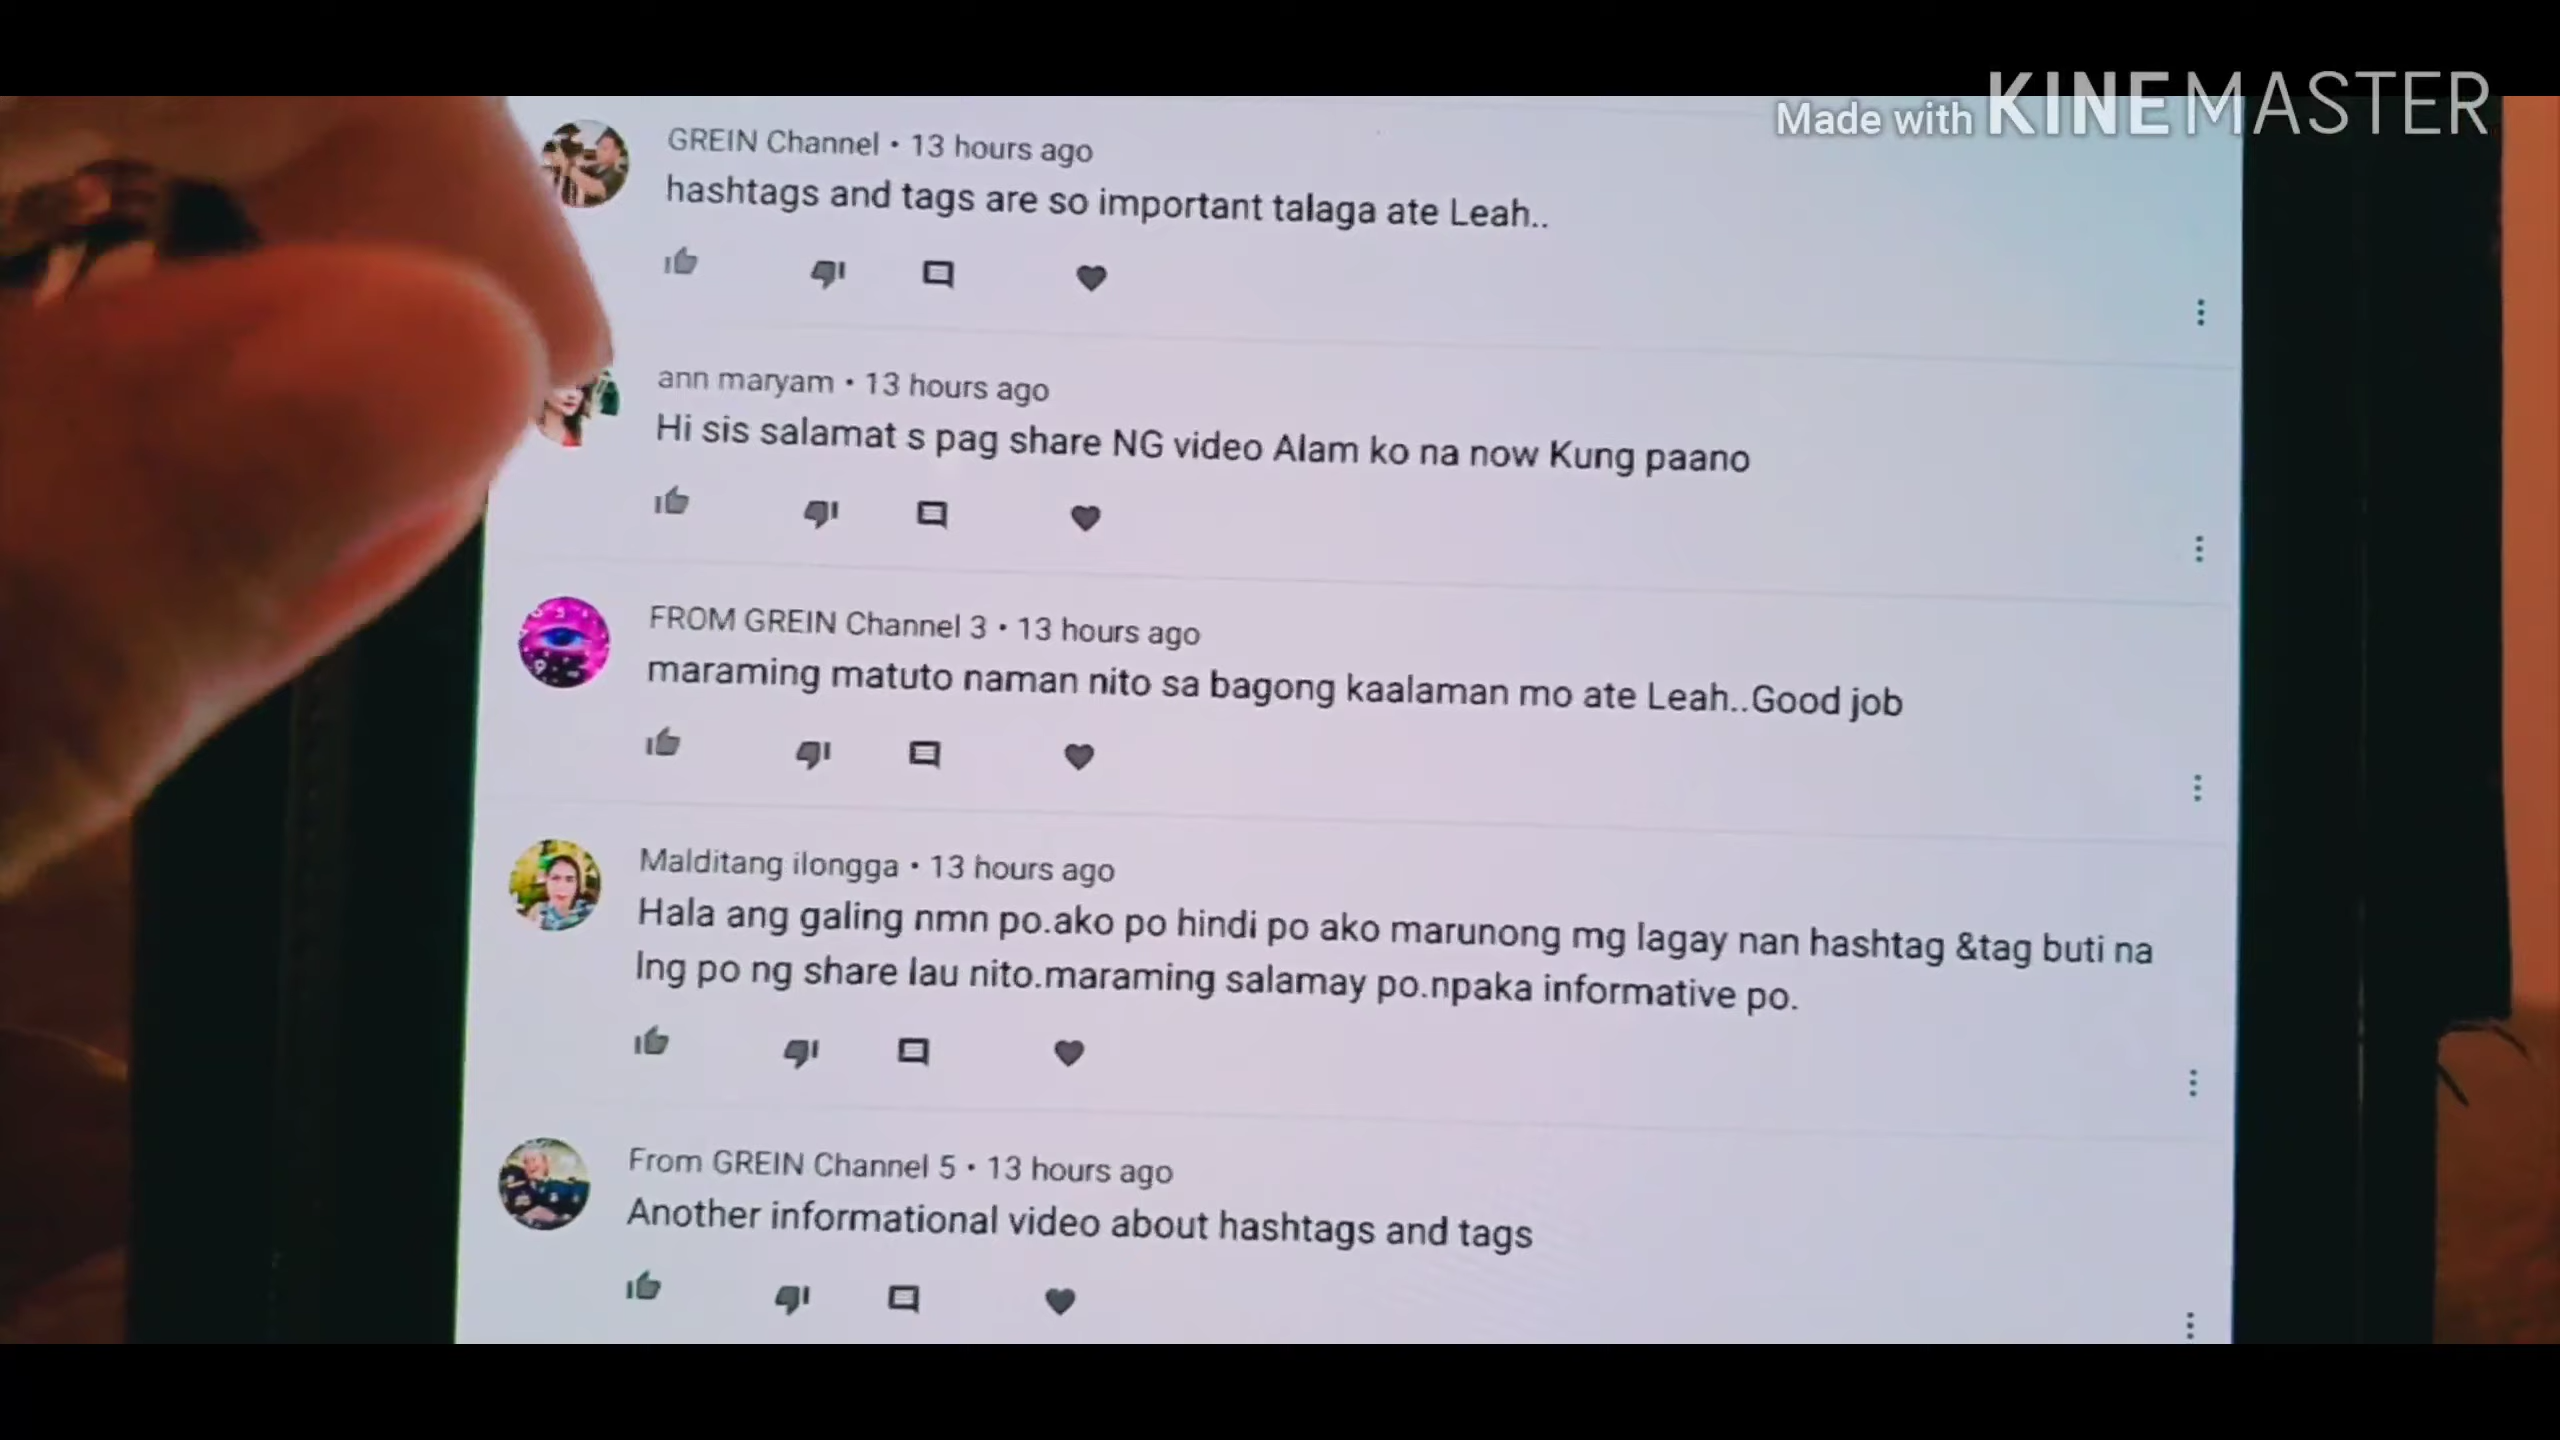 Made with KINEMASTER
GREIN Channel • 13 hours ago
hashtags and tags are so important talaga ate Leah..
ann maryam • 13 hours ago
Hi sis salamat s pag share NG video Alam ko na now Kung paano
FROM GREIN Channel 3 • 13 hours ago
maraming matuto naman nito sa bagong kaalaman mo ate Leah..Good job
Malditang ilongga • 13 hours ago
Hala ang galing nmn po.ako po hindi po ako marunong mg lagay nan hashtag &tag buti na
lng po ng share lau nito.maraming salamay po.npaka informative po.
From GREIN Channel 5 • 13 hours ago
Another informational video about hashtags and tags